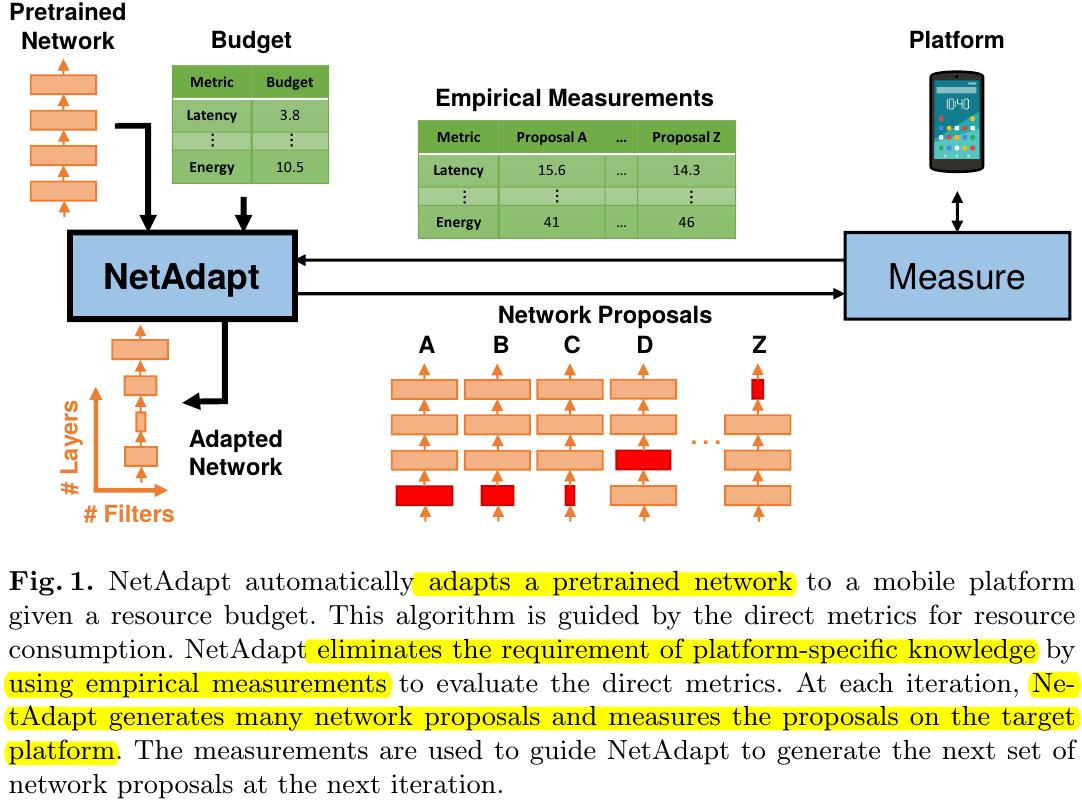 Pretrained
Network
Budget
Metric Budget
Latency 3.8
⋮ ⋮
Energy 10.5
Empirical Measurements
Metric Proposal A ... Proposal Z
Latency 15.6 ... 14.3
⋮ ⋮ ⋮
Energy 41 ... 46
Platform
10:40
NetAdapt
Measure
Network Proposals
A B C D Z
...
# Layers
# Filters
Adapted
Network
Fig. 1. NetAdapt automatically adapts a pretrained network to a mobile platform
given a resource budget. This algorithm is guided by the direct metrics for resource
consumption. NetAdapt eliminates the requirement of platform-specific knowledge by
using empirical measurements to evaluate the direct metrics. At each iteration, Ne-
tAdapt generates many network proposals and measures the proposals on the target
platform. The measurements are used to guide NetAdapt to generate the next set of
network proposals at the next iteration.